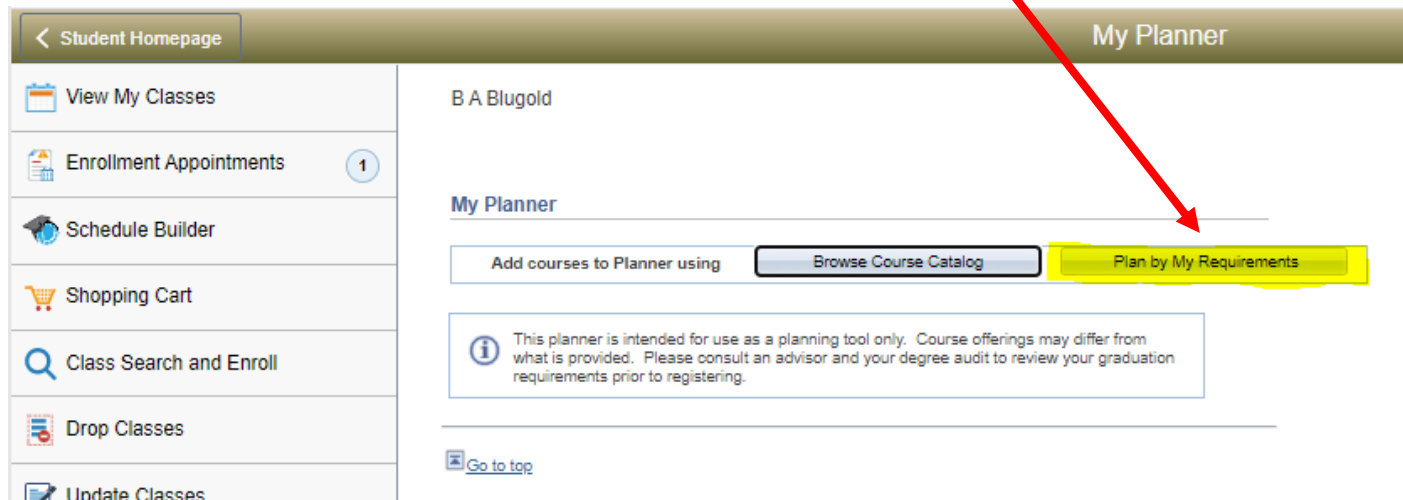 Student Homepage
My Planner
View My Classes
Enrollment Appointments
1
Schedule Builder
Shopping Cart
Class Search and Enroll
Drop Classes
Update Classes
B A Blugold
My Planner
Add courses to Planner using
Browse Course Catalog
Plan by My Requirements
This planner is intended for use as a planning tool only. Course offerings may differ from
what is provided. Please consult an advisor and your degree audit to review your graduation
requirements prior to registering.
Go to top